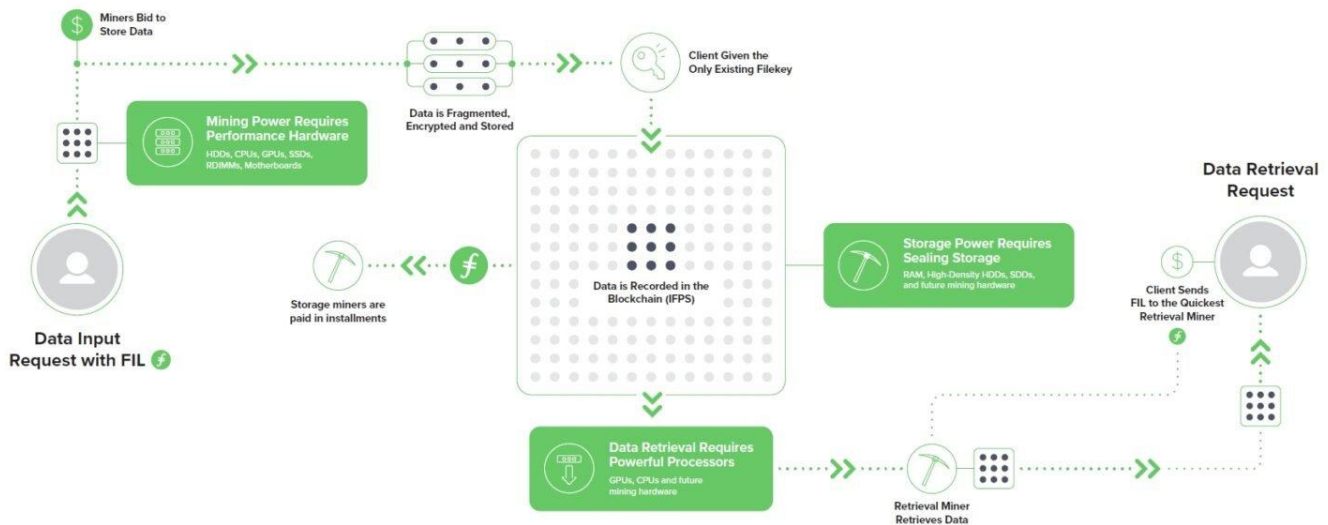 Miners Bid to
Store Data
Mining Power Requires
Performance Hardware
HDDs, CPUs, GPUs, SSDs,
RDIMMs, Motherboards
Data Input
Request with FIL
Data is Fragmented,
Encrypted and Stored
Client Given the
Only Existing Filekey
Storage miners are
paid in installments
Data is Recorded in the
Blockchain (IFPS)
Storage Power Requires
Sealing Storage
RAM, High-Density HDDs, SDDs,
and future mining hardware
Data Retrieval Requires
Powerful Processors
GPUs, CPUs and future
mining hardware
Retrieval Miner
Retrieves Data
Client Sends
FIL to the Quickest
Retrieval Miner
Data Retrieval
Request